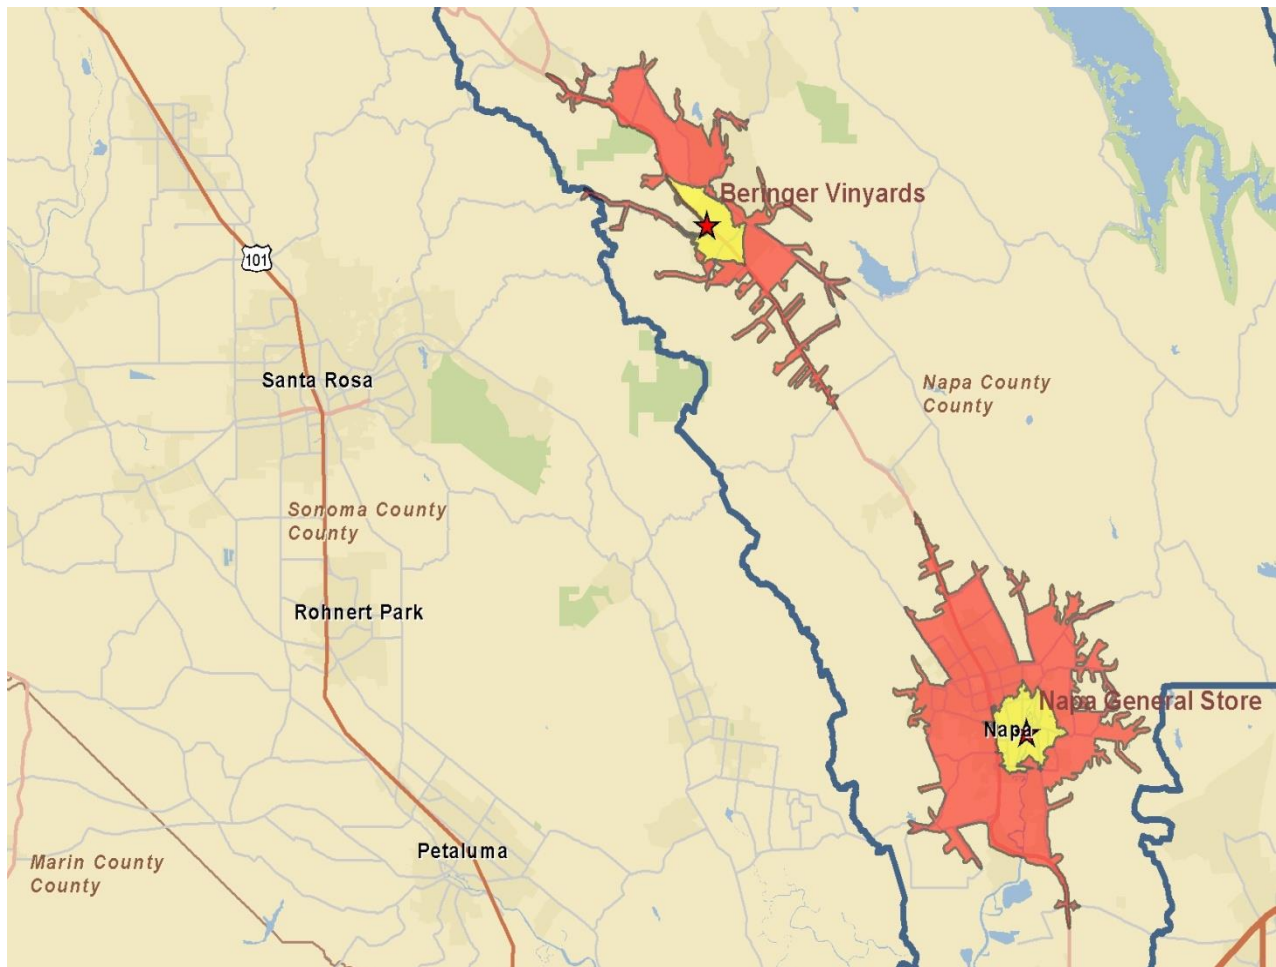 Beringer Vinyards
101
Santa Rosa
Napa County
County
Sonoma County
County
Rohnert Park
Napa General Store
Napa
Petaluma
Marin County
County